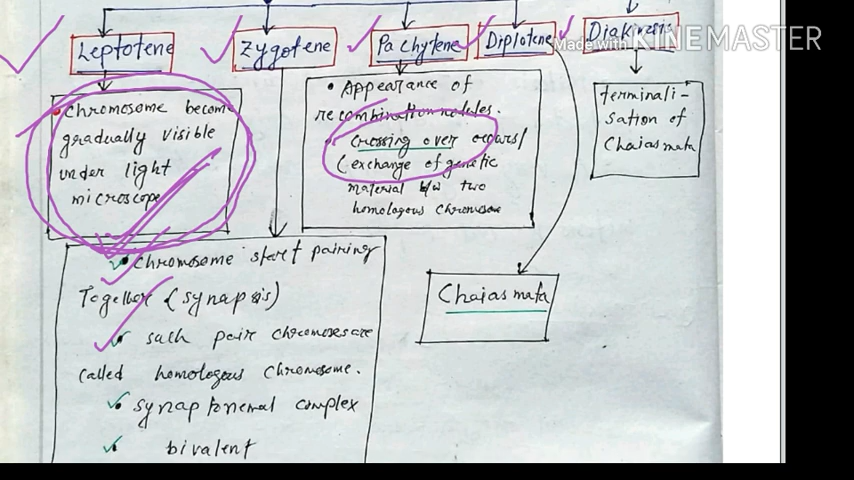 Leptotene
Zygotene
Pachytene
Diplotene
Diakinesis
Made with KINEMASTER
• Chromosome become
gradually visible
under light
microscope
• Appearance of
recombination nodules.
• Crossing over occurs/
(exchange of genetic
material b/w two
homologous chromosome
terminali-
sation of
Chaiasmata
• Chromosome start pairing
Together (synapsis)
• such pair chromosomes are
called homologous chromosome.
• synaptonemal complex
• bivalent
Chaiasmata